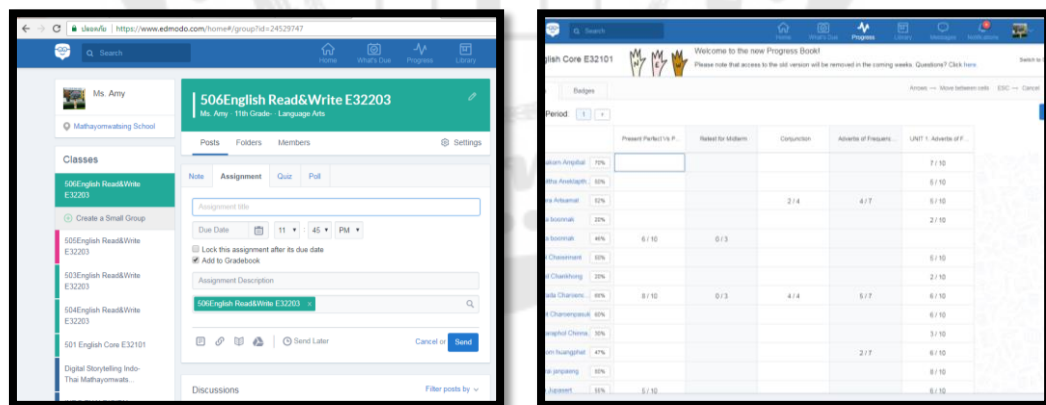 ปลอดภัย | https://www.edmodo.com/home#/group?id=24529747
Search
Home What's Due Progress Library
Ms. Amy
Mathayomwatsing School
Classes
506English Read&Write E32203
Create a Small Group
505English Read&Write E32203
503English Read&Write E32203
504English Read&Write E32203
501 English Core E32101
Digital Storytelling Indo-
Thai Mathayomweats...
506English Read&Write E32203
Ms. Amy · 11th Grade· · Language Arts
Posts Folders Members Settings
Note Assignment Quiz Poll
Assignment title
Due Date 11 : 45 PM
Lock this assignment after its due date
Add to Gradebook
Assignment Description
506English Read&Write E32203 ×
Send Later Cancel or Send
Discussions Filter posts by
Search
Home What's Due Progress Library Messages Notifications
glish Core E32101
MY MY
Welcome to the new Progress Book!
Please note that access to the old version will be removed in the coming weeks. Questions? Click here.
Switch to
Badges
Arrows — Move between cells ESC — Cancel
Period: 1
Present Perfect Vs P... Retest for Midterm Conjunction Adverbs of Frequenc... UNIT 1: Adverbs of F...
70% 7 / 10
5 / 10
52% 2 / 4 4 / 7 5 / 10
20% 2 / 10
46% 6 / 10 0 / 3
5 / 10
20% 2 / 10
8 / 10 0 / 3 4 / 4 5 / 7 6 / 10
60% 6 / 10
30% 3 / 10
47% 2 / 7 6 / 10
8 / 10
5 / 10 6 / 10